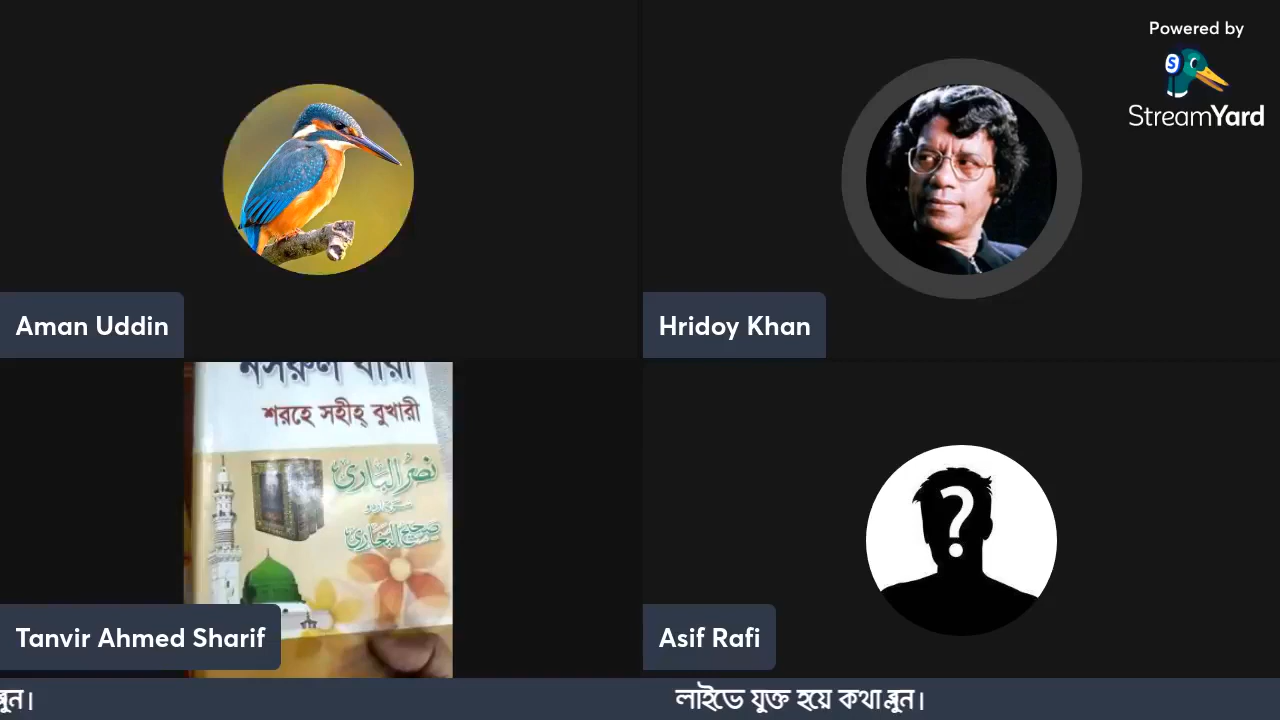 Powered by
StreamYard
Aman Uddin
Hridoy Khan
নসরুল বারী
শরহে সহীহ্ বুখারী
نصر الباری
صحیح البخاری
Tanvir Ahmed Sharif
Asif Rafi
লাইভে যুক্ত হয়ে কথা বলুন।